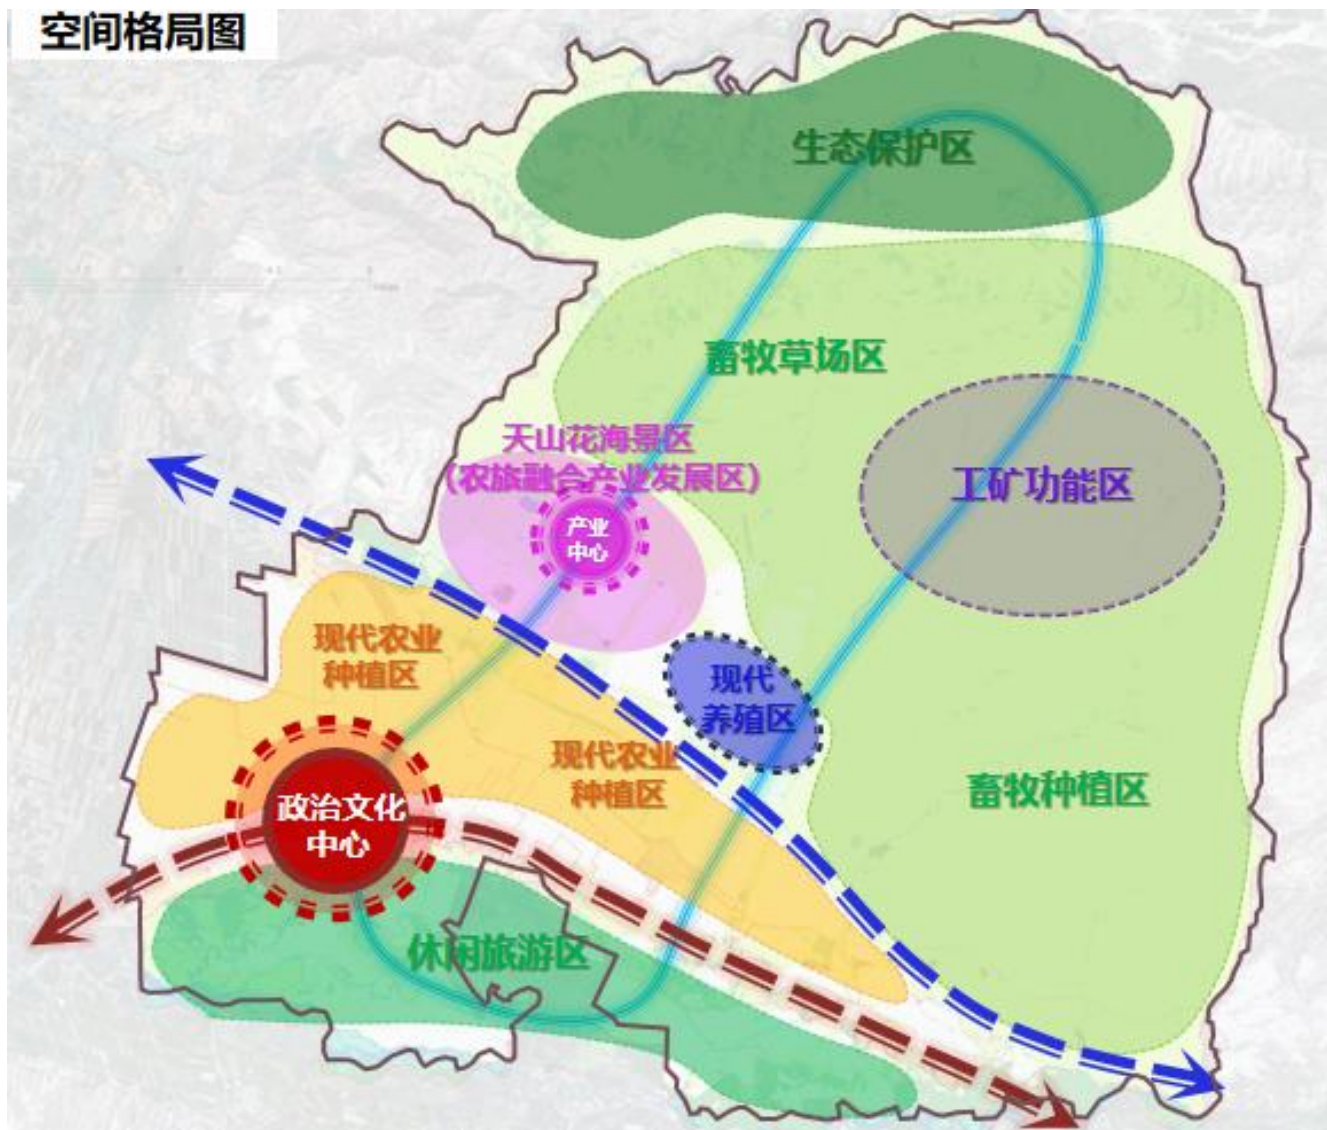 空间格局图
生态保护区
畜牧草场区
天山花海景区
（农旅融合产业发展区）
工矿功能区
产业
中心
现代农业
种植区
现代
养殖区
现代农业
种植区
畜牧种植区
政治文化
中心
休闲旅游区